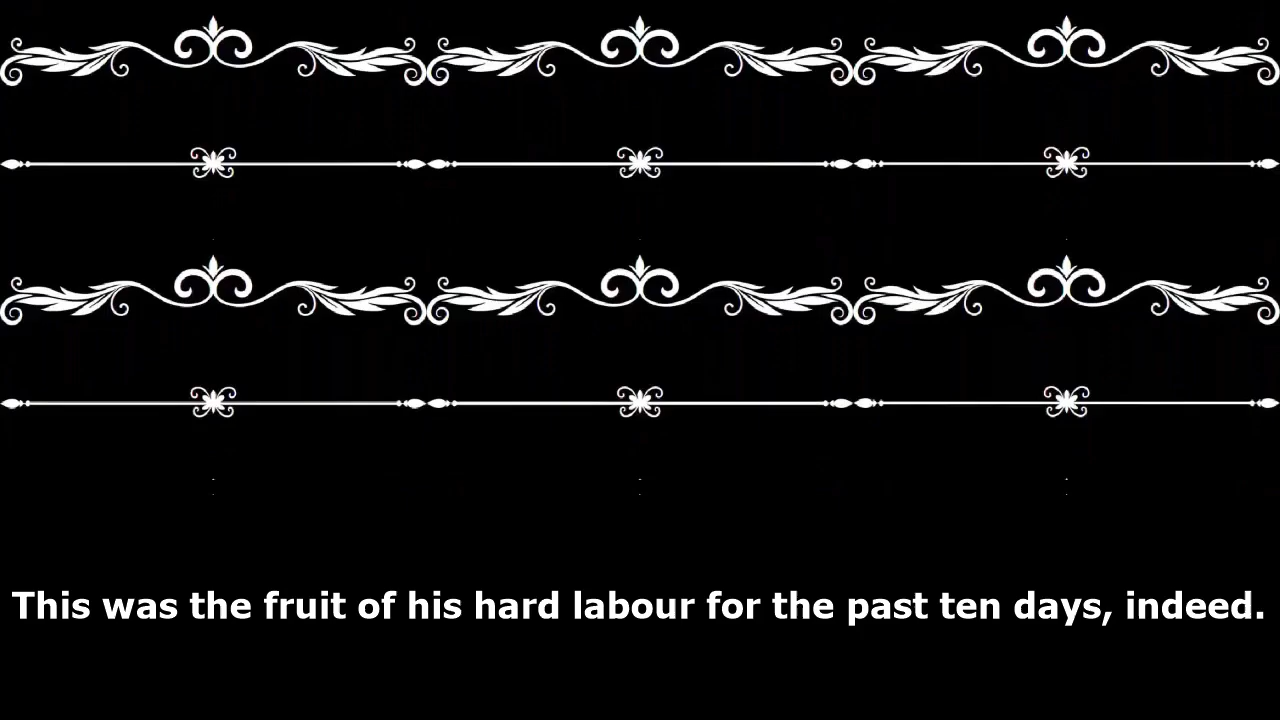 This was the fruit of his hard labour for the past ten days, indeed.